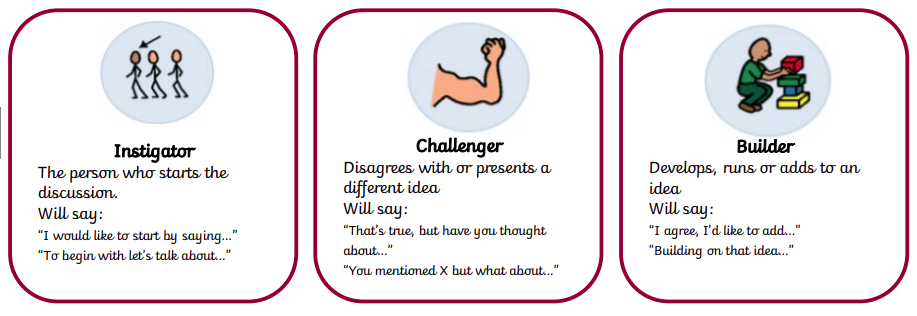 Instigator
The person who starts the
discussion.
Will say:
“I would like to start by saying…”
“To begin with let’s talk about…”
Challenger
Disagrees with or presents a
different idea
Will say:
“That’s true, but have you thought
about…”
“You mentioned X but what about…”
Builder
Develops, runs or adds to an
idea
Will say:
“I agree, I’d like to add…”
“Building on that idea…”